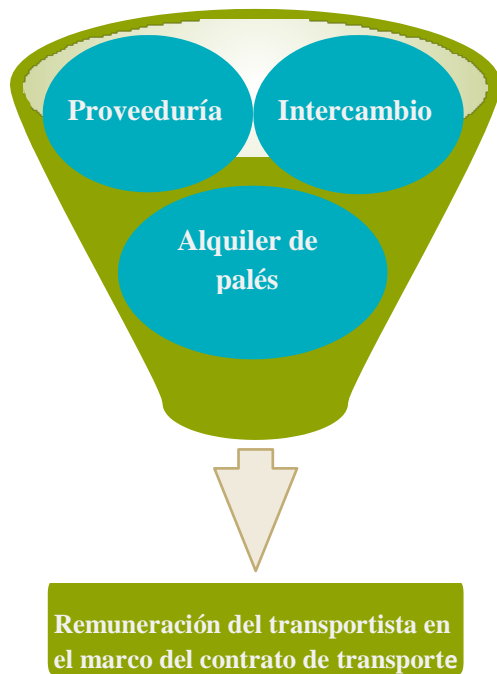 Proveeduría
Intercambio
Alquiler de
palés
Remuneración del transportista en
el marco del contrato de transporte